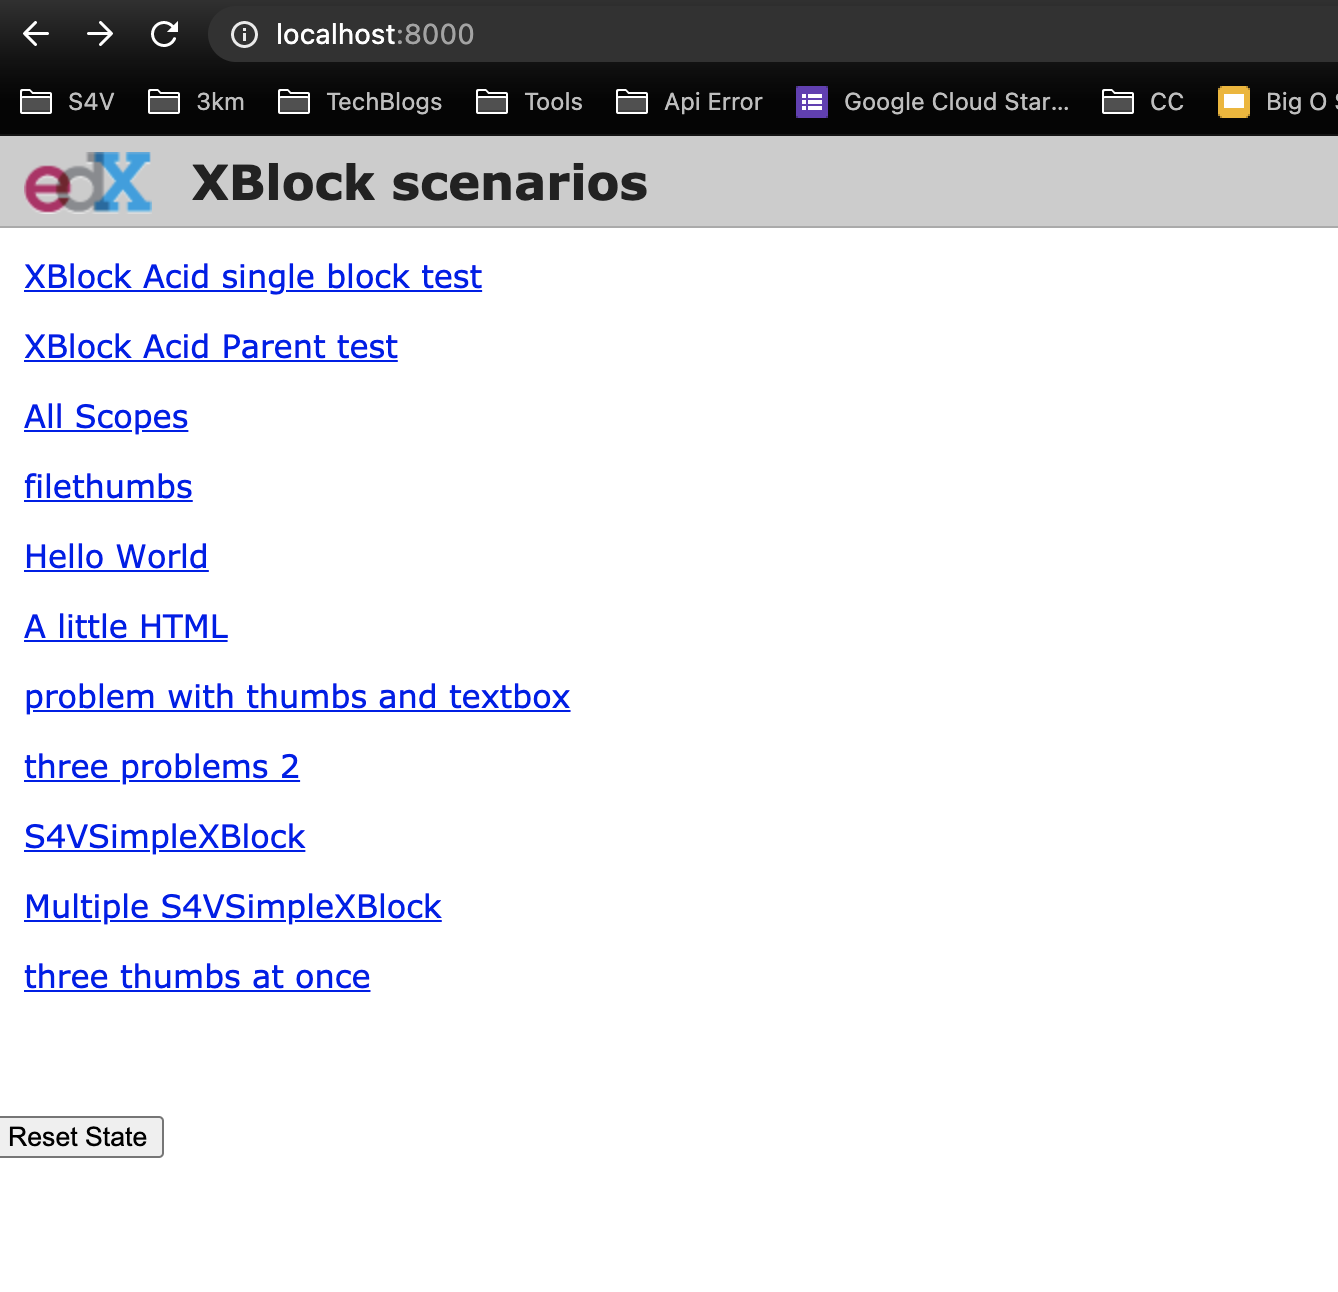 localhost:8000
S4V 3km TechBlogs Tools Api Error Google Cloud Star... CC Big O
edX XBlock scenarios
XBlock Acid single block test
XBlock Acid Parent test
All Scopes
filethumbs
Hello World
A little HTML
problem with thumbs and textbox
three problems 2
S4VSimpleXBlock
Multiple S4VSimpleXBlock
three thumbs at once
Reset State